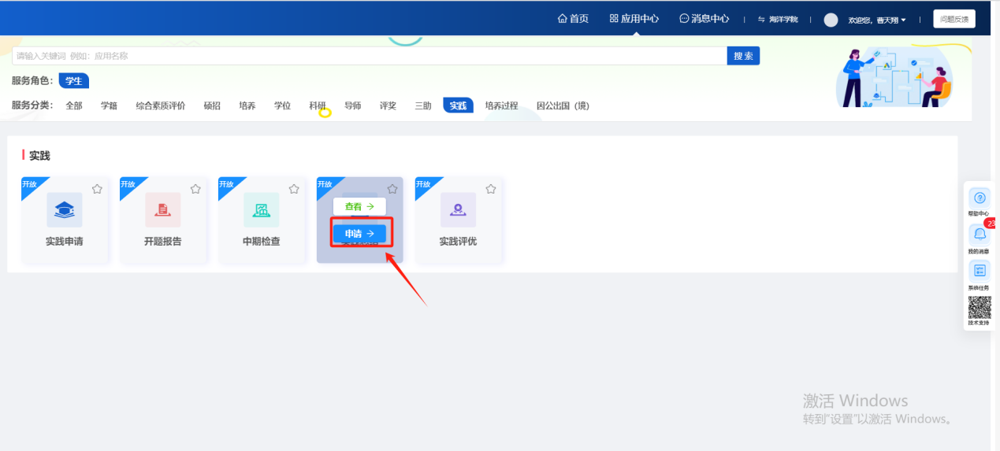 首页 应用中心 消息中心 海洋学院 欢迎您，曹天翔 问题反馈
请输入关键词 例如：应用名称 搜索
服务角色： 学生
服务分类： 全部 学籍 综合素质评价 硕招 培养 学位 科研 导师 评奖 三助 实践 培养过程 因公出国（境）
实践
开放 开放 开放 开放 开放
查看
申请
实践申请 开题报告 中期检查 实践评优
帮助中心
23
我的消息
系统任务
技术支持
激活 Windows
转到"设置"以激活 Windows。